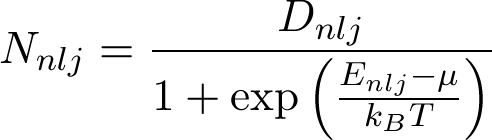 N_{nlj} = \frac{D_{nlj}}{1 + \exp\left(\frac{E_{nlj} - \mu}{k_B T}\right)}